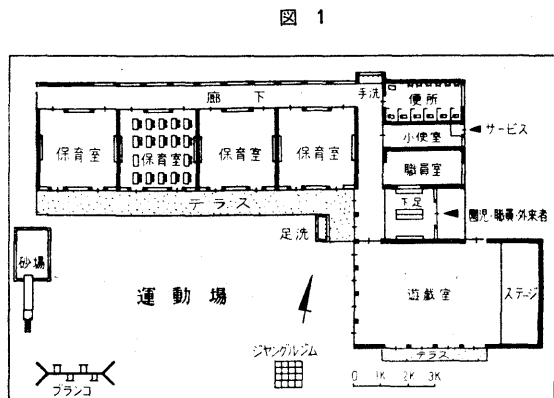 図 1
廊下
手洗
便所
小使室
サービス
保育室
保育室
保育室
保育室
職員室
下足
園児・職員・外来者
テラス
足洗
砂場
運動場
遊戯室
ステージ
ジャングルジム
テラス
ブランコ
0 1K 2K 3K